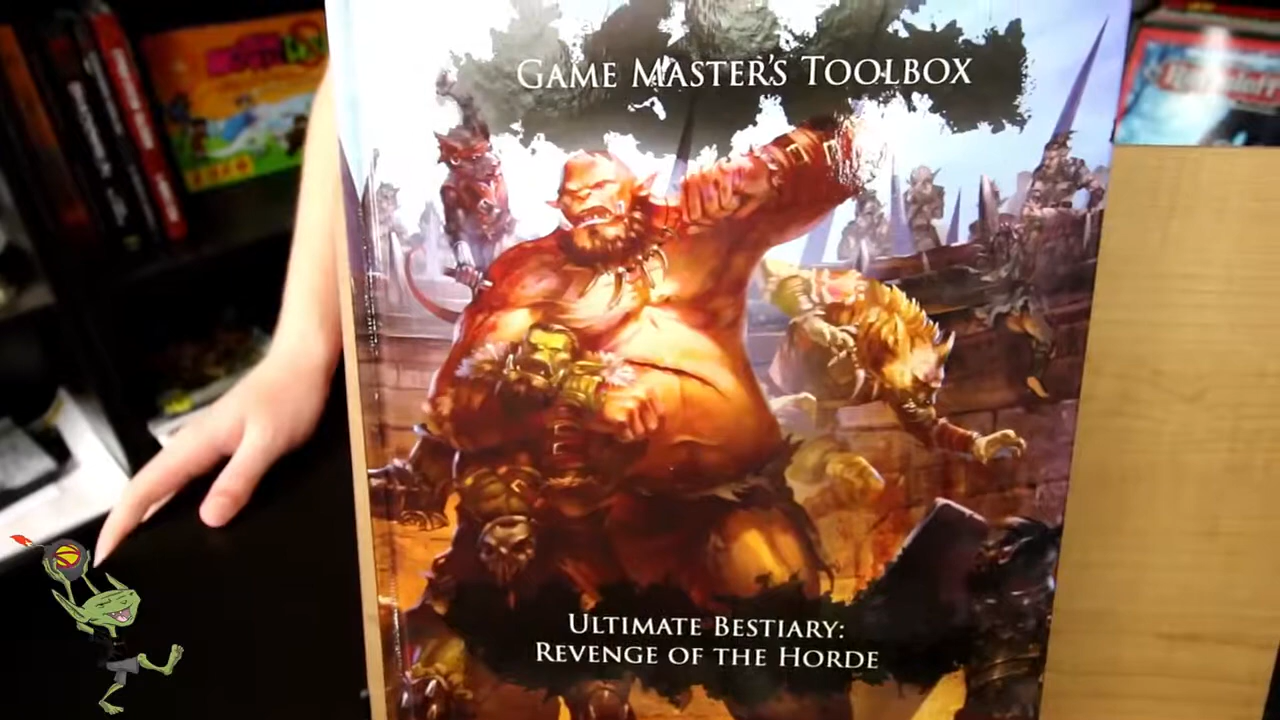 GAME MASTER'S TOOLBOX
ULTIMATE BESTIARY:
REVENGE OF THE HORDE